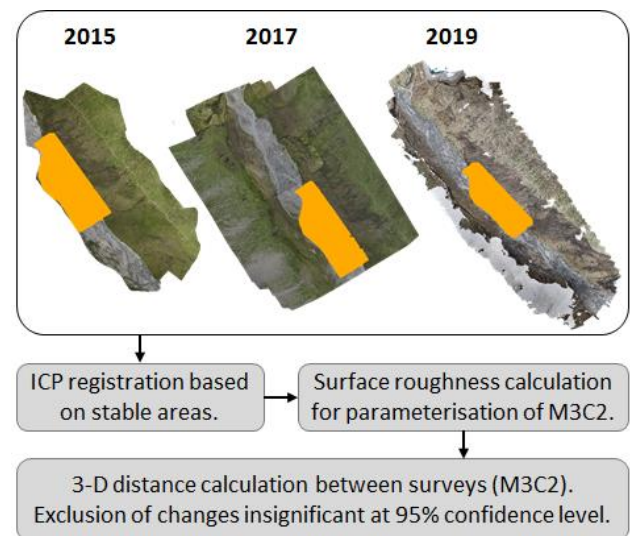 2015
2017
2019
ICP registration based
on stable areas.
Surface roughness calculation
for parameterisation of M3C2.
3-D distance calculation between surveys (M3C2).
Exclusion of changes insignificant at 95% confidence level.